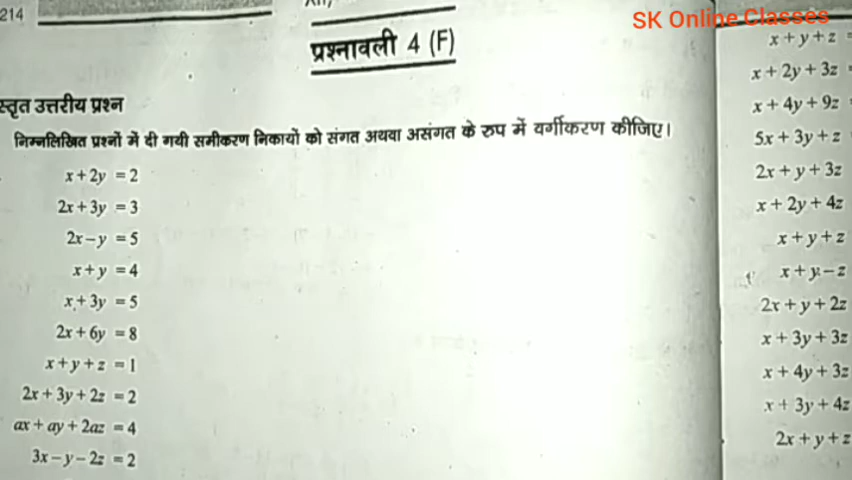 SK Online Classes
214
प्रश्नावली 4 (F)
स्तृत उत्तरीय प्रश्न
निम्नलिखित प्रश्नों में दी गयी समीकरण निकायों को संगत अथवा असंगत के रुप में वर्गीकरण कीजिए।
x + 2y = 2
2x + 3y = 3
2x – y = 5
x + y = 4
x + 3y = 5
2x + 6y = 8
x + y + z = 1
2x + 3y + 2z = 2
ax + ay + 2az = 4
3x – y – 2z = 2
x + y + z =
x + 2y + 3z
x + 4y + 9z
5x + 3y + z
2x + y + 3z
x + 2y + 4z
x + y + z
x + y – z
2x + y + 2z
x + 3y + 3z
x + 4y + 3z
x + 3y + 4z
2x + y + z